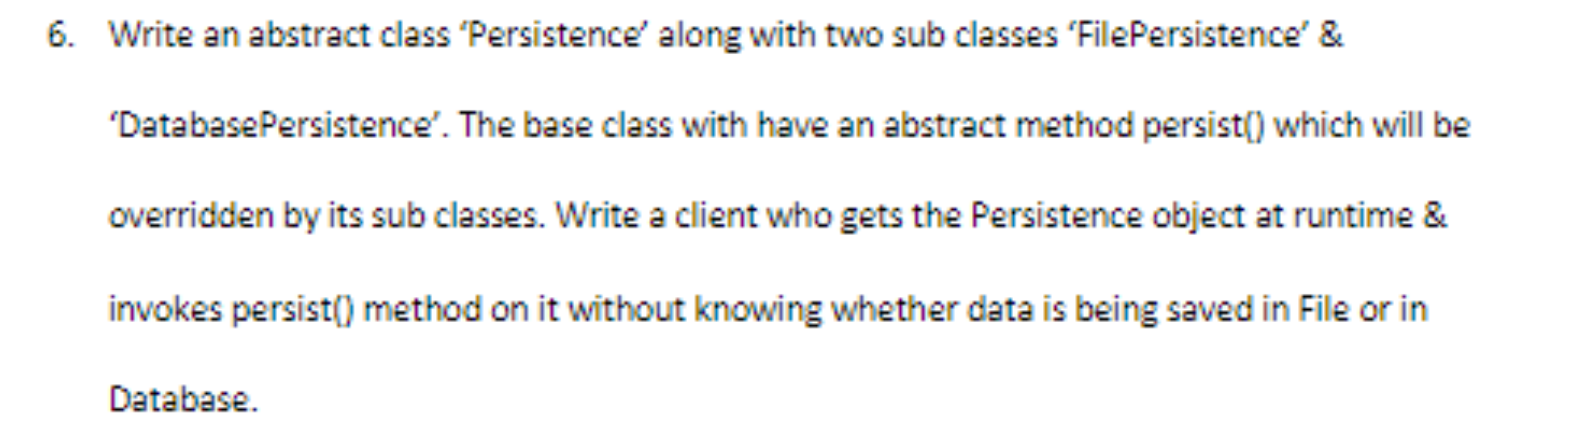 6. Write an abstract class ‘Persistence’ along with two sub classes ‘FilePersistence’ &
‘DatabasePersistence’. The base class with have an abstract method persist() which will be
overridden by its sub classes. Write a client who gets the Persistence object at runtime &
invokes persist() method on it without knowing whether data is being saved in File or in
Database.